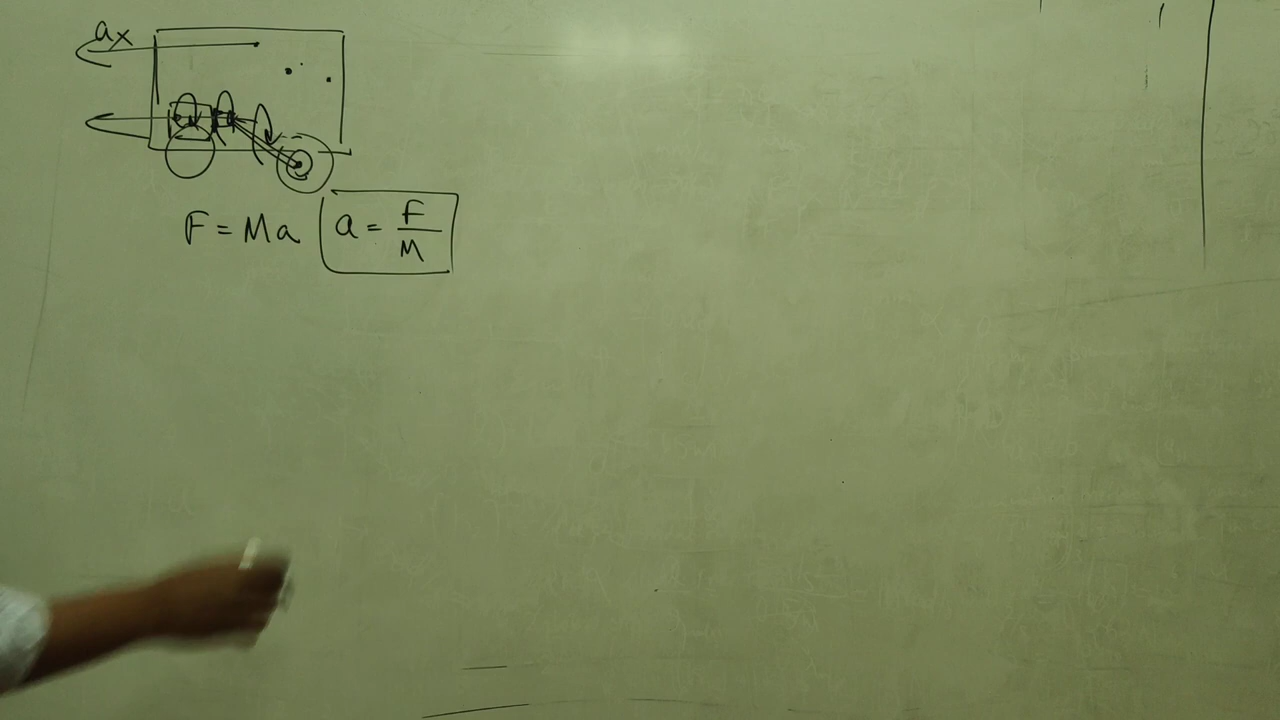 ax
F = Ma a = F/M